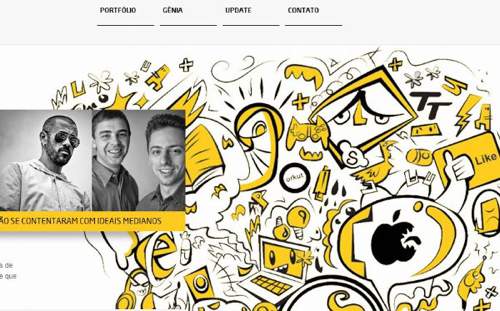 PORTFÓLIO GÊNIA UPDATE CONTATO
TT
Like
orkut
ÃO SE CONTENTARAM COM IDEAIS MEDIANOS
s de
e que